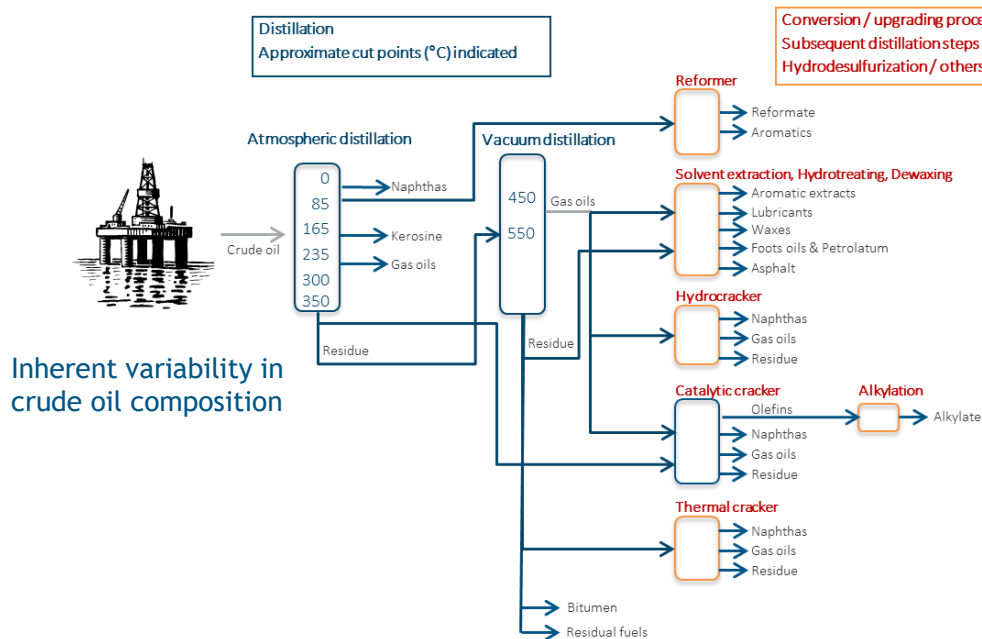 Distillation
Approximate cut points (°C) indicated
Conversion / upgrading
Subsequent distillation steps
Hydrodesulfurization / others
Reformer
Reformate
Aromatics
Atmospheric distillation
Vacuum distillation
0
85
165
235
300
350
Naphthas
Kerosine
Gas oils
Crude oil
Residue
450
550
Gas oils
Residue
Solvent extraction, Hydrotreating, Dewaxing
Aromatic extracts
Lubricants
Waxes
Foots oils & Petrolatum
Asphalt
Hydrocracker
Naphthas
Gas oils
Residue
Inherent variability in
crude oil composition
Catalytic cracker
Olefins
Naphthas
Gas oils
Residue
Alkylation
Alkylate
Thermal cracker
Naphthas
Gas oils
Residue
Bitumen
Residual fuels